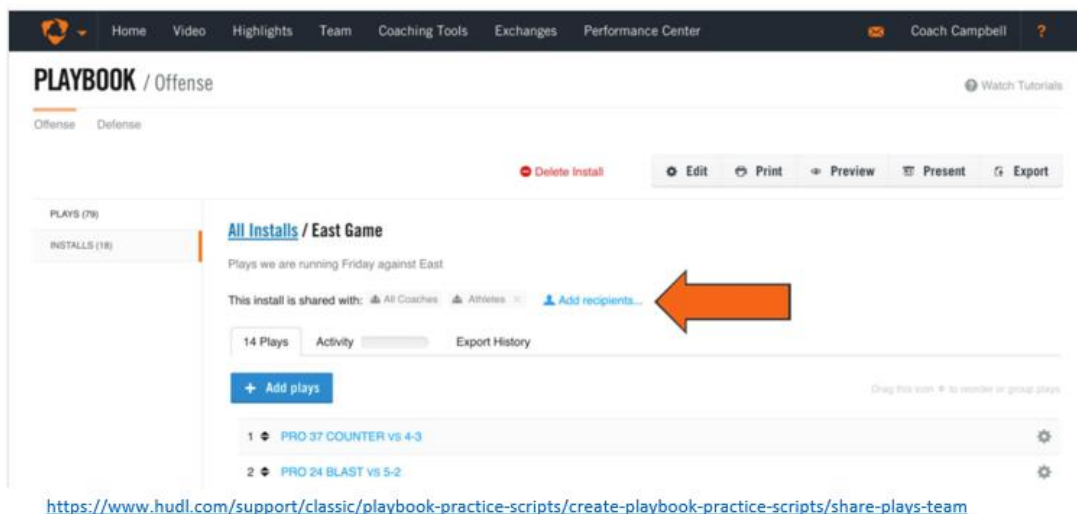 Home Video Highlights Team Coaching Tools Exchanges Performance Center Coach Campbell ?
PLAYBOOK / Offense
? Watch Tutorials
Offense Defense
Delete Install Edit Print Preview Present Export
PLAYS (79)
INSTALLS (18)
All Installs / East Game
Plays we are running Friday against East
This install is shared with: All Coaches Athletes × Add recipients...
14 Plays Activity Export History
+ Add plays
Drag this icon to reorder or group plays
1 PRO 37 COUNTER VS 4-3
2 PRO 24 BLAST VS 5-2
https://www.hudl.com/support/classic/playbook-practice-scripts/create-playbook-practice-scripts/share-plays-team